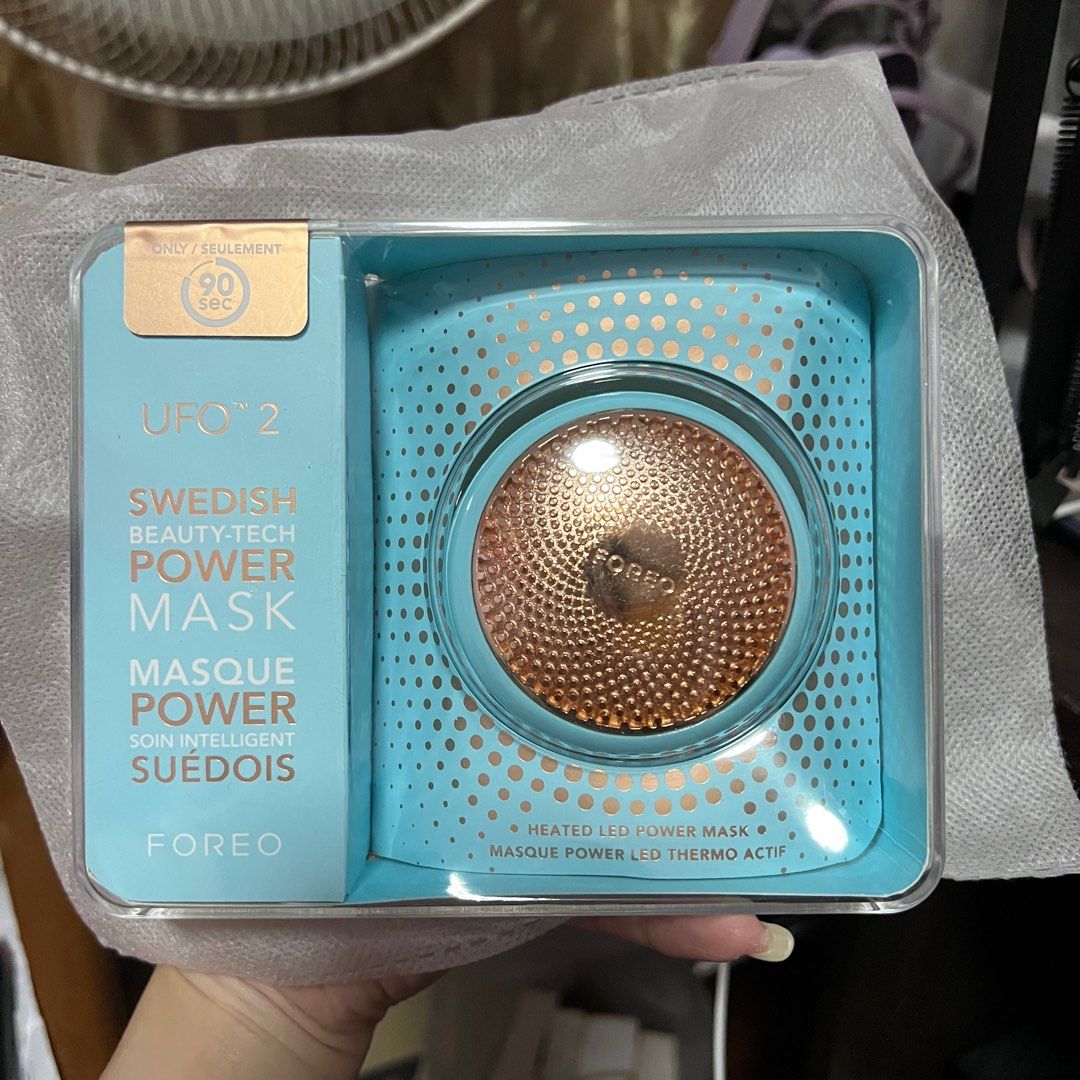 ONLY / SEULEMENT
90
sec
UFO™ 2
SWEDISH
BEAUTY-TECH
POWER
MASK
MASQUE
POWER
SOIN INTELLIGENT
SUÉDOIS
FOREO
FOREO
HEATED LED POWER MASK
MASQUE POWER LED THERMO ACTIF